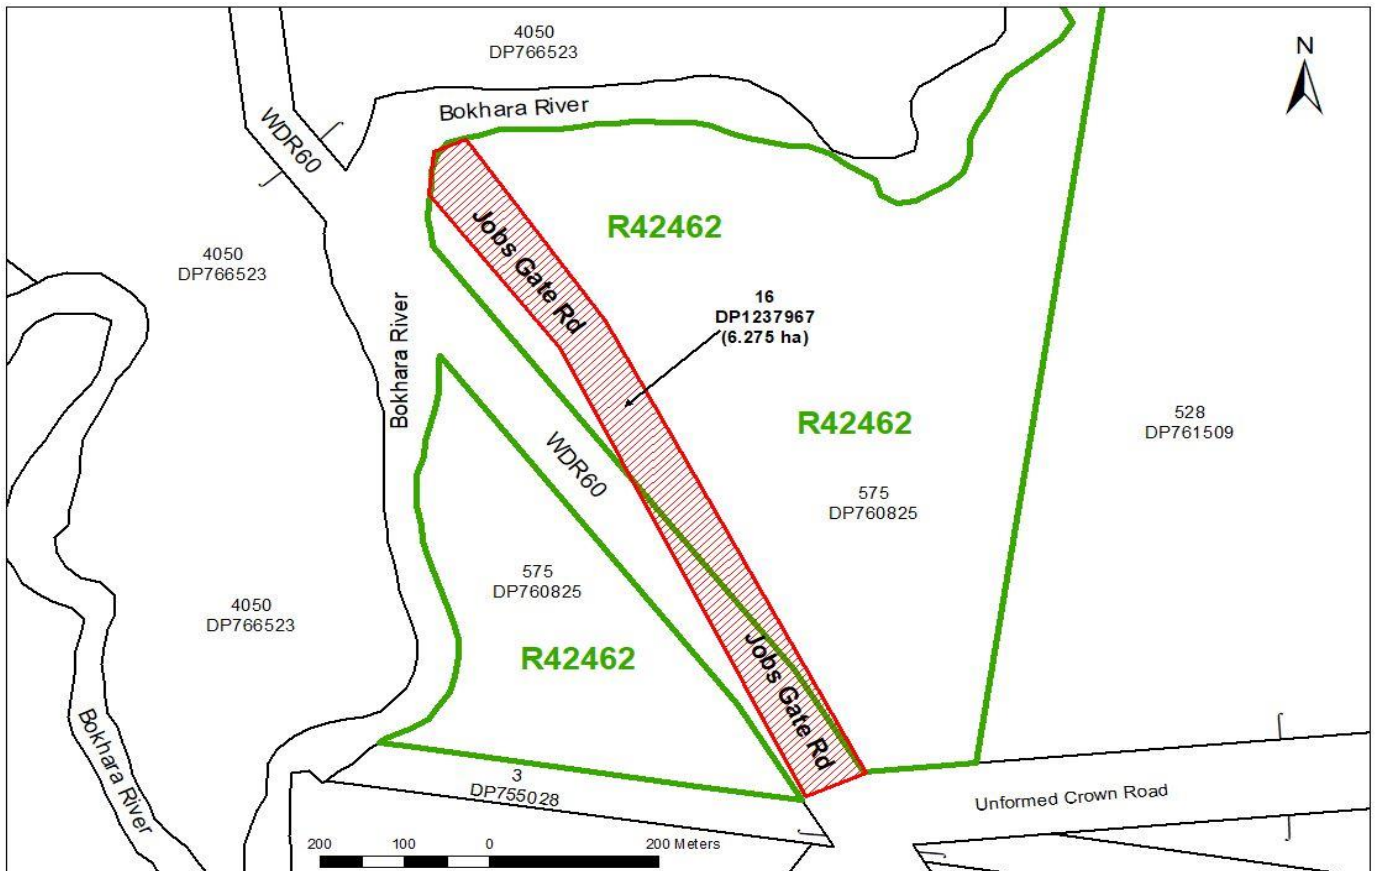 4050
DP766523
N
Bokhara River
WDR60
R42462
Jobs Gate Rd
4050
DP766523
16
DP1237967
(6.275 ha)
Bokhara River
R42462
528
DP761509
WDR60
575
DP760825
575
DP760825
4050
DP766523
R42462
Jobs Gate Rd
Bokhara River
3
DP755028
Unformed Crown Road
200 100 0 200 Meters